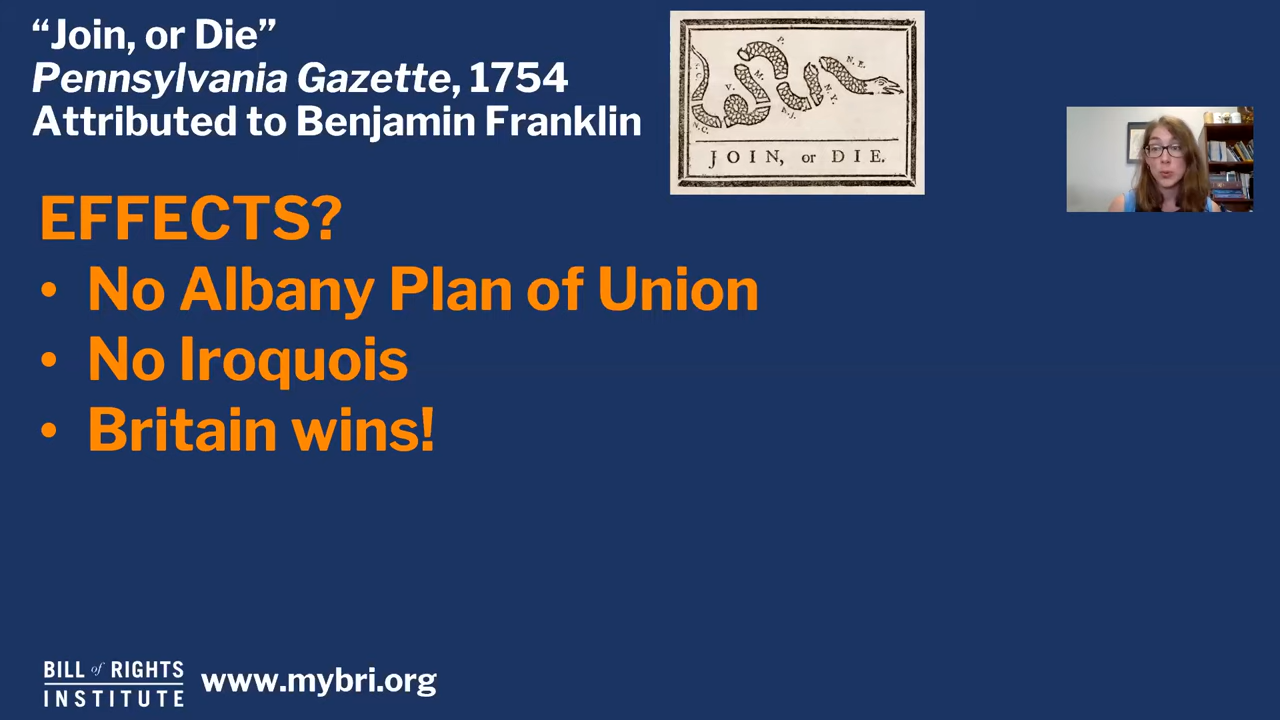 “Join, or Die”
Pennsylvania Gazette, 1754
Attributed to Benjamin Franklin
P.
N. E.
M.
V.
N. Y.
N. J.
N. C.
JOIN, or DIE.
EFFECTS?
• No Albany Plan of Union
• No Iroquois
• Britain wins!
BILL of RIGHTS
INSTITUTE
www.mybri.org